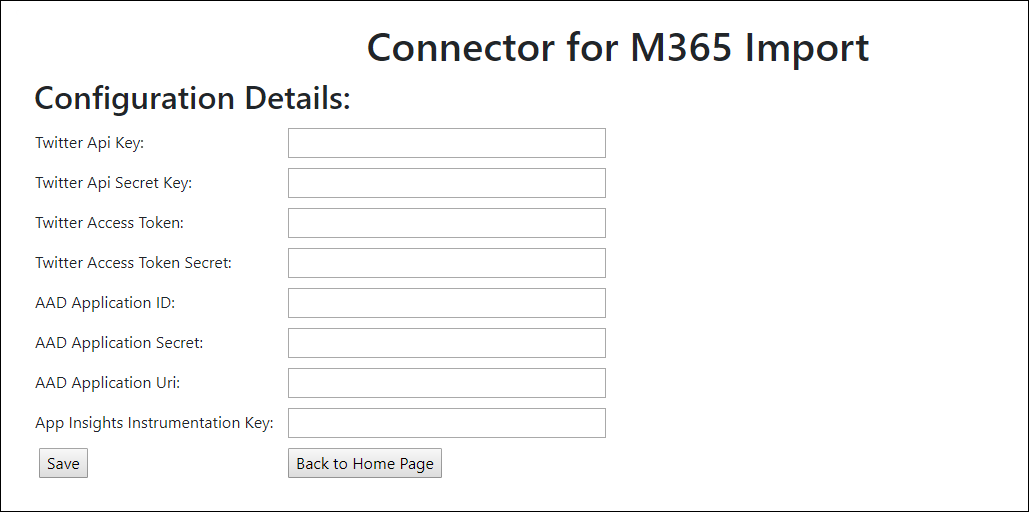 Connector for M365 Import
Configuration Details:
Twitter Api Key:
Twitter Api Secret Key:
Twitter Access Token:
Twitter Access Token Secret:
AAD Application ID:
AAD Application Secret:
AAD Application Uri:
App Insights Instrumentation Key:
Save Back to Home Page